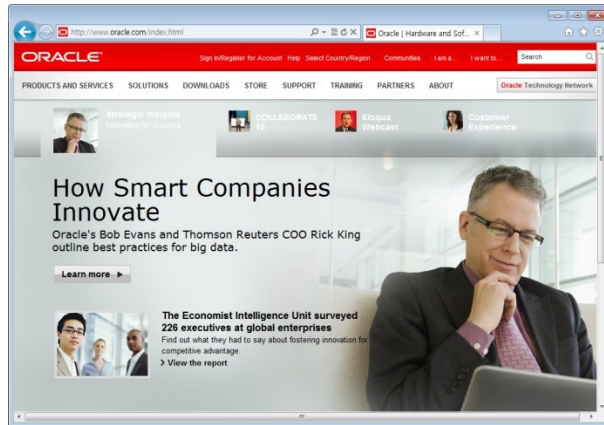 http://www.oracle.com/index.html
Oracle | Hardware and Sof...
ORACLE
Sign In/Register for Account Help Select Country/Region Communities I am a... I want to... Search
PRODUCTS AND SERVICES SOLUTIONS DOWNLOADS STORE SUPPORT TRAINING PARTNERS ABOUT Oracle Technology Network
Strategic Insights
Innovating for Success
COLLABORATE
15
Eloqua
Webcast
Customer
Experience
How Smart Companies
Innovate
Oracle's Bob Evans and Thomson Reuters COO Rick King
outline best practices for big data.
Learn more
The Economist Intelligence Unit surveyed
226 executives at global enterprises
Find out what they had to say about fostering innovation for
competitive advantage.
View the report